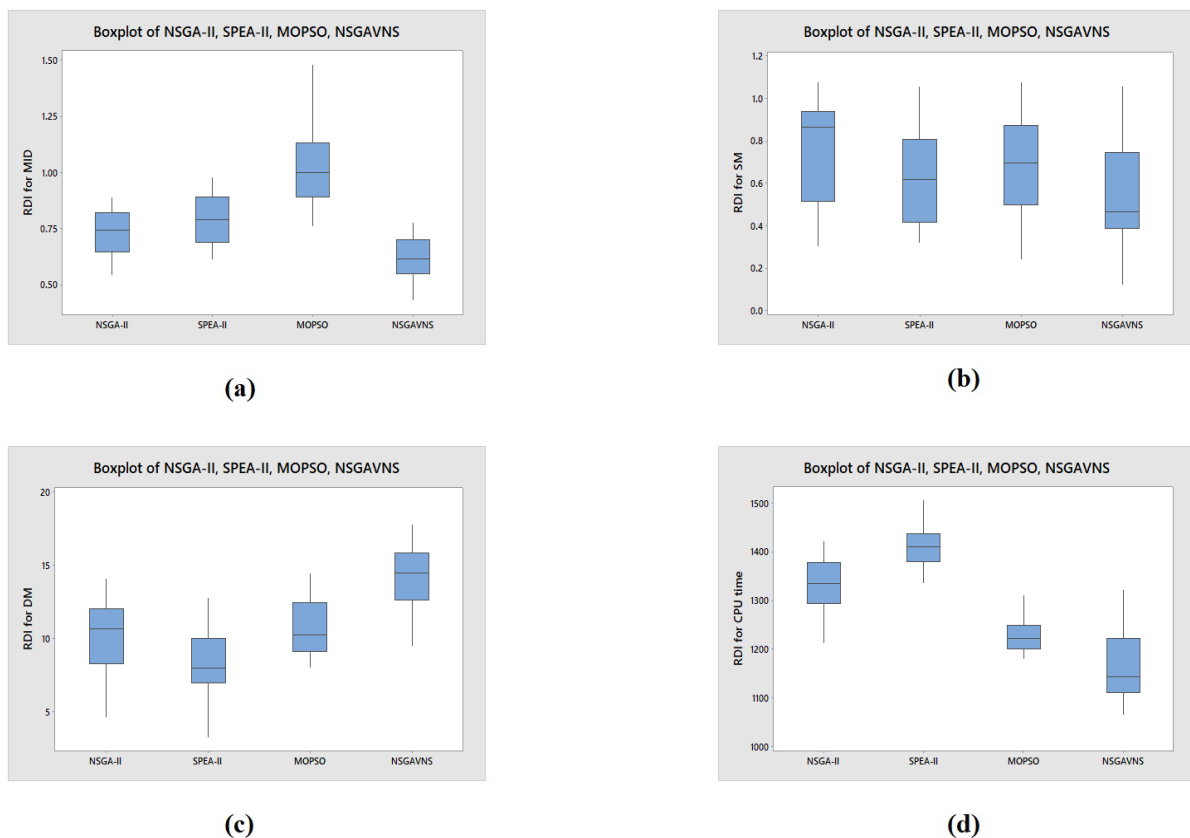 Boxplot of NSGA-II, SPEA-II, MOPSO, NSGAVNS
1.50
1.25
1.00
0.75
0.50
RDI for MID
NSGA-II SPEA-II MOPSO NSGAVNS
(a)
Boxplot of NSGA-II, SPEA-II, MOPSO, NSGAVNS
1.2
1.0
0.8
0.6
0.4
0.2
0.0
RDI for SM
NSGA-II SPEA-II MOPSO NSGAVNS
(b)
Boxplot of NSGA-II, SPEA-II, MOPSO, NSGAVNS
20
15
10
5
RDI for DM
NSGA-II SPEA-II MOPSO NSGAVNS
(c)
Boxplot of NSGA-II, SPEA-II, MOPSO, NSGAVNS
1500
1400
1300
1200
1100
1000
RDI for CPU time
NSGA-II SPEA-II MOPSO NSGAVNS
(d)